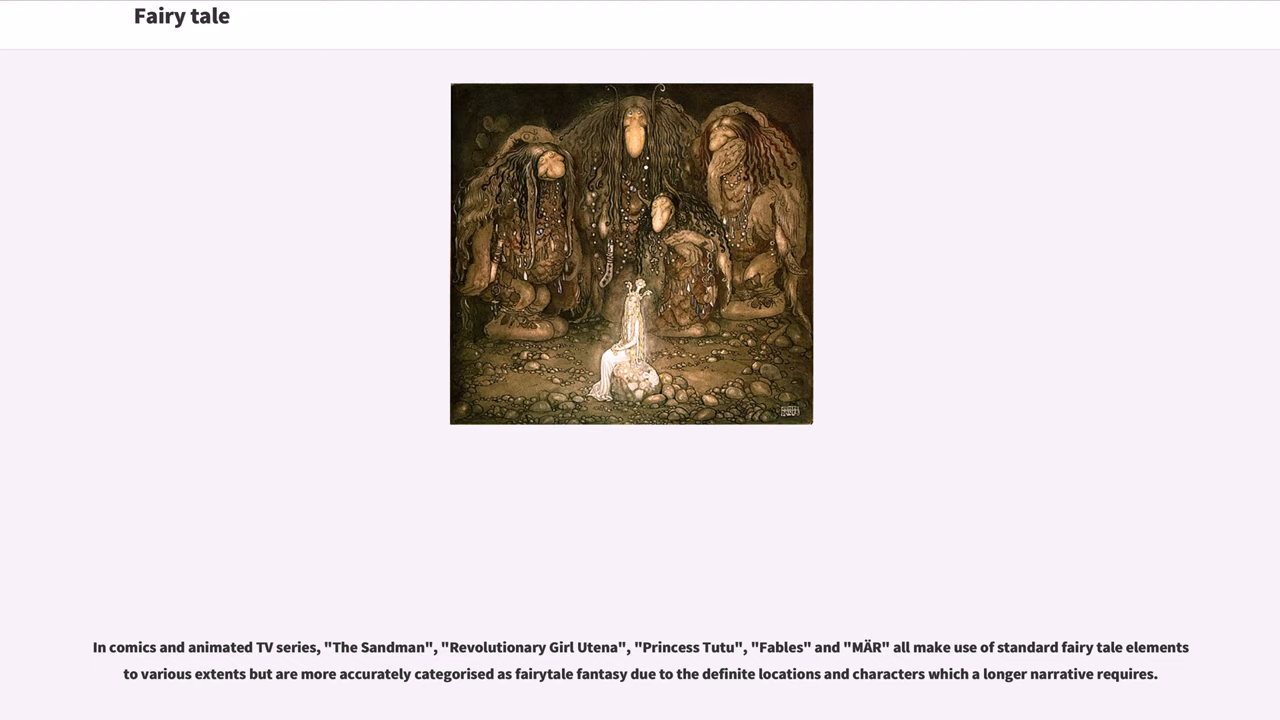 Fairy tale
In comics and animated TV series, "The Sandman", "Revolutionary Girl Utena", "Princess Tutu", "Fables" and "MÄR" all make use of standard fairy tale elements
to various extents but are more accurately categorised as fairytale fantasy due to the definite locations and characters which a longer narrative requires.